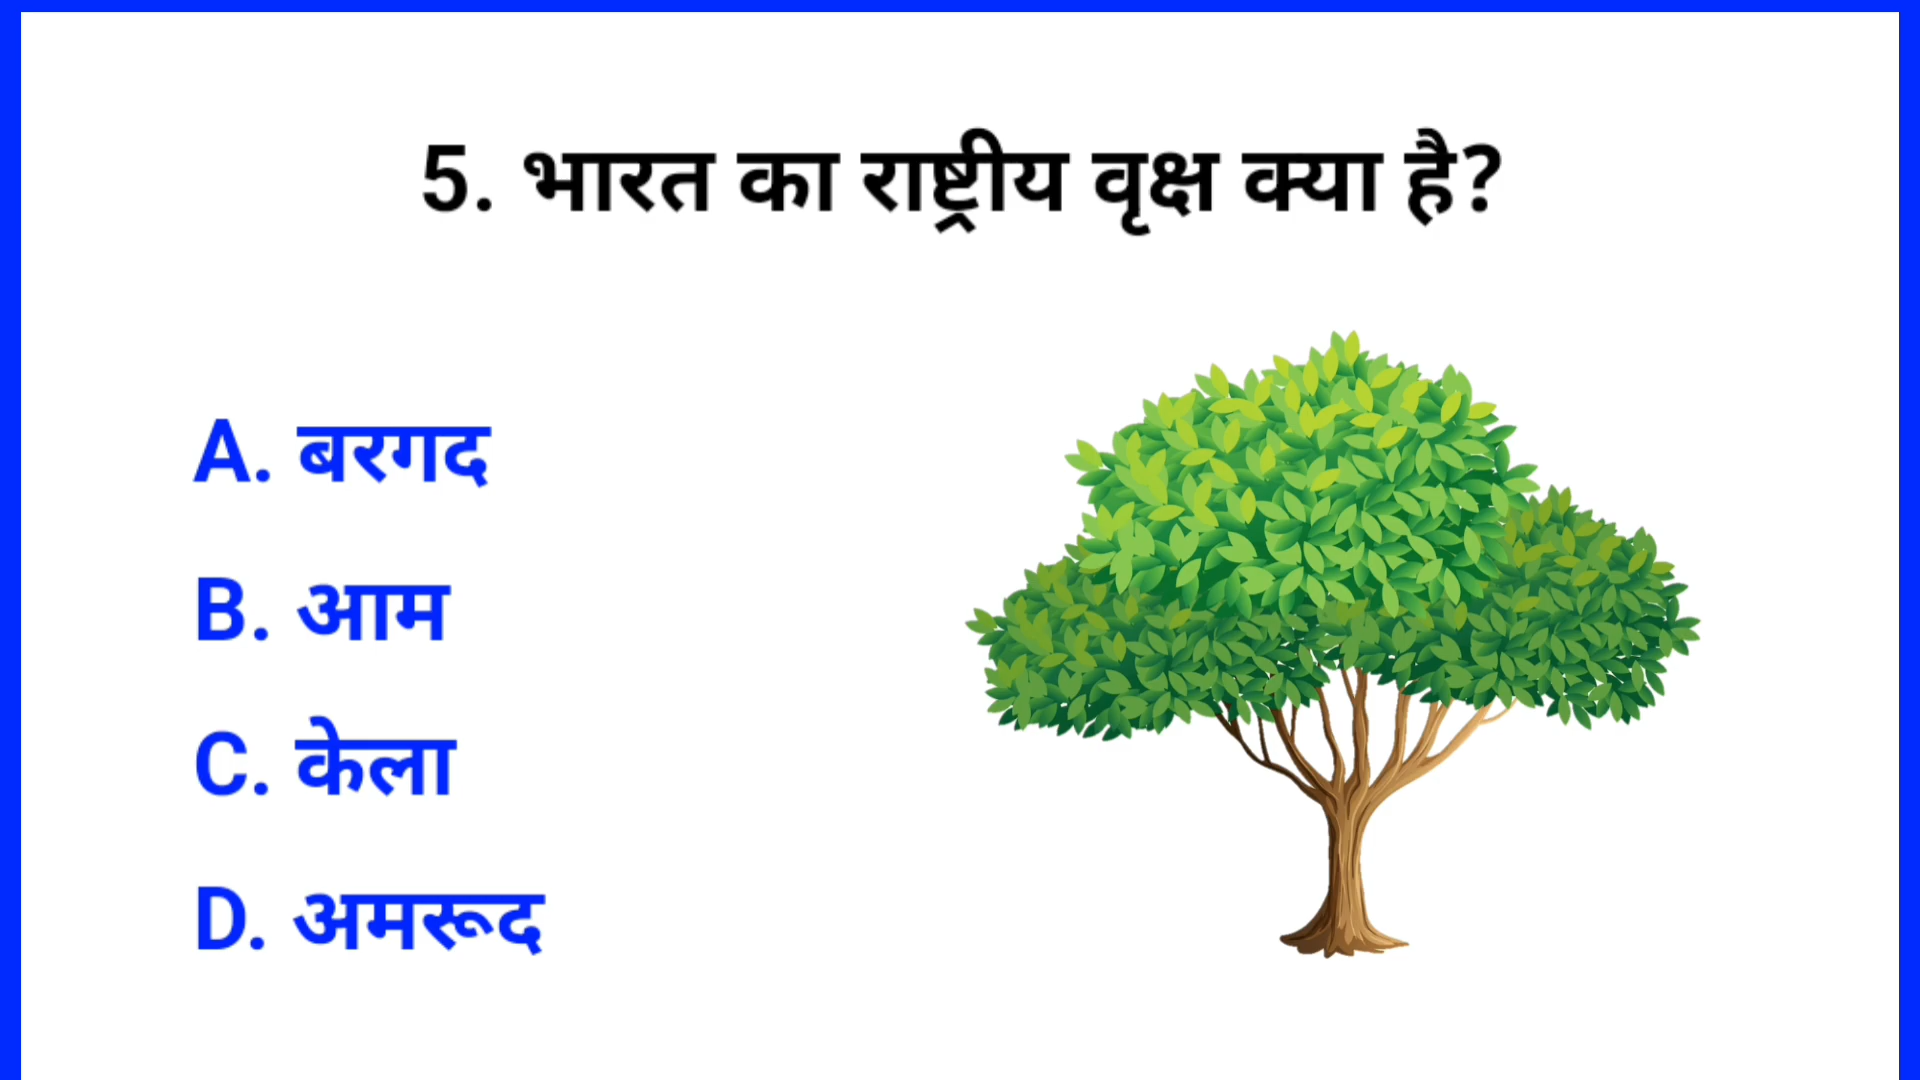 5. भारत का राष्ट्रीय वृक्ष क्या है?
A. बरगद
B. आम
C. केला
D. अमरूद